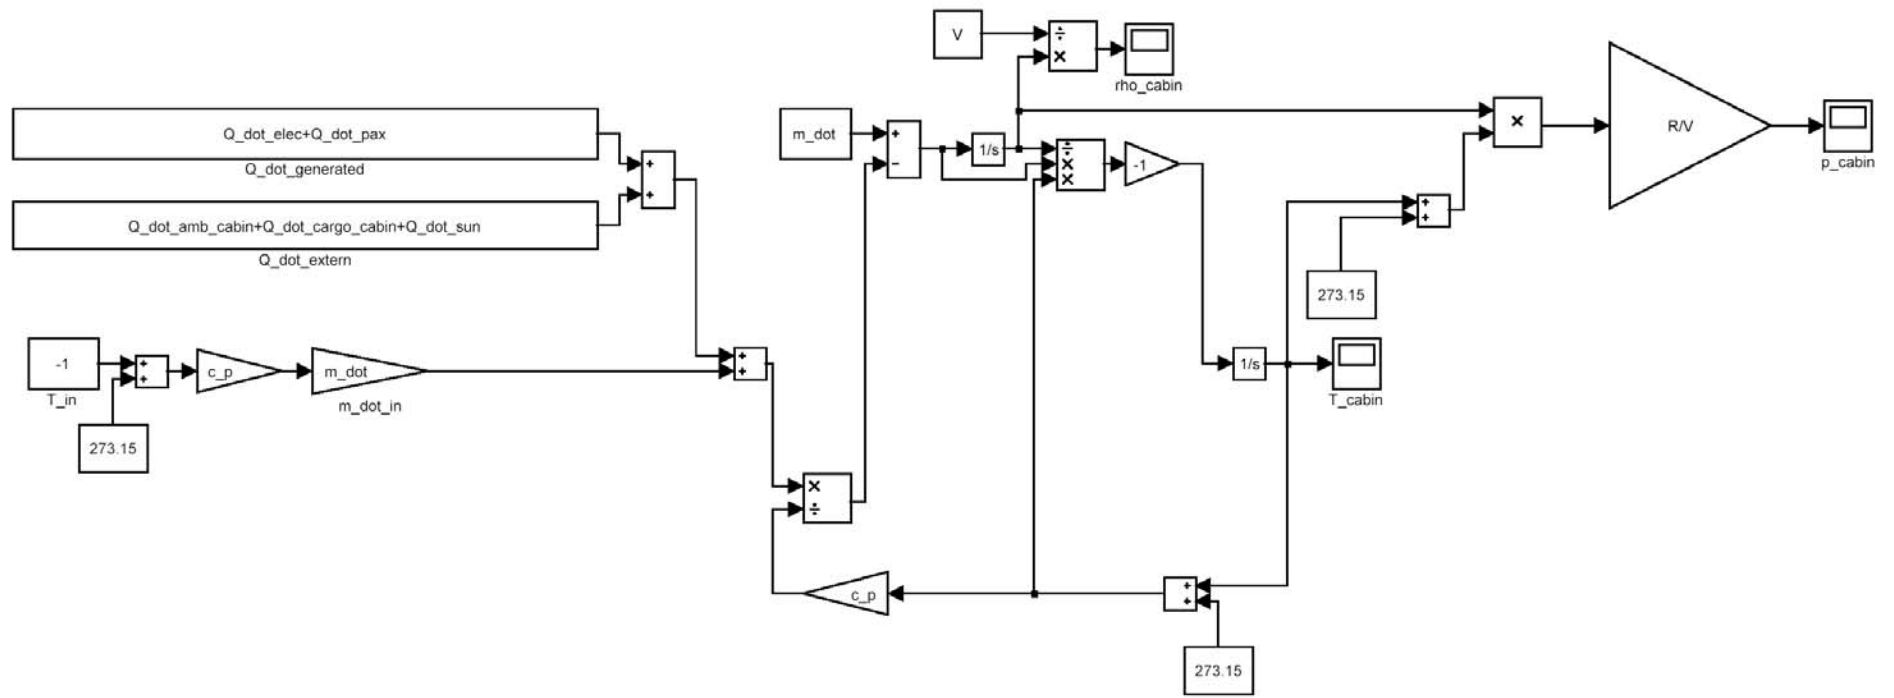 V
÷
×
rho_cabin
Q_dot_elec+Q_dot_pax
Q_dot_generated
m_dot
+
−
1/s
÷
×
×
-1
×
R/V
p_cabin
+
+
Q_dot_amb_cabin+Q_dot_cargo_cabin+Q_dot_sun
Q_dot_extern
+
+
273.15
-1
T_in
+
+
c_p
m_dot
m_dot_in
+
+
1/s
T_cabin
273.15
×
÷
c_p
+
+
273.15